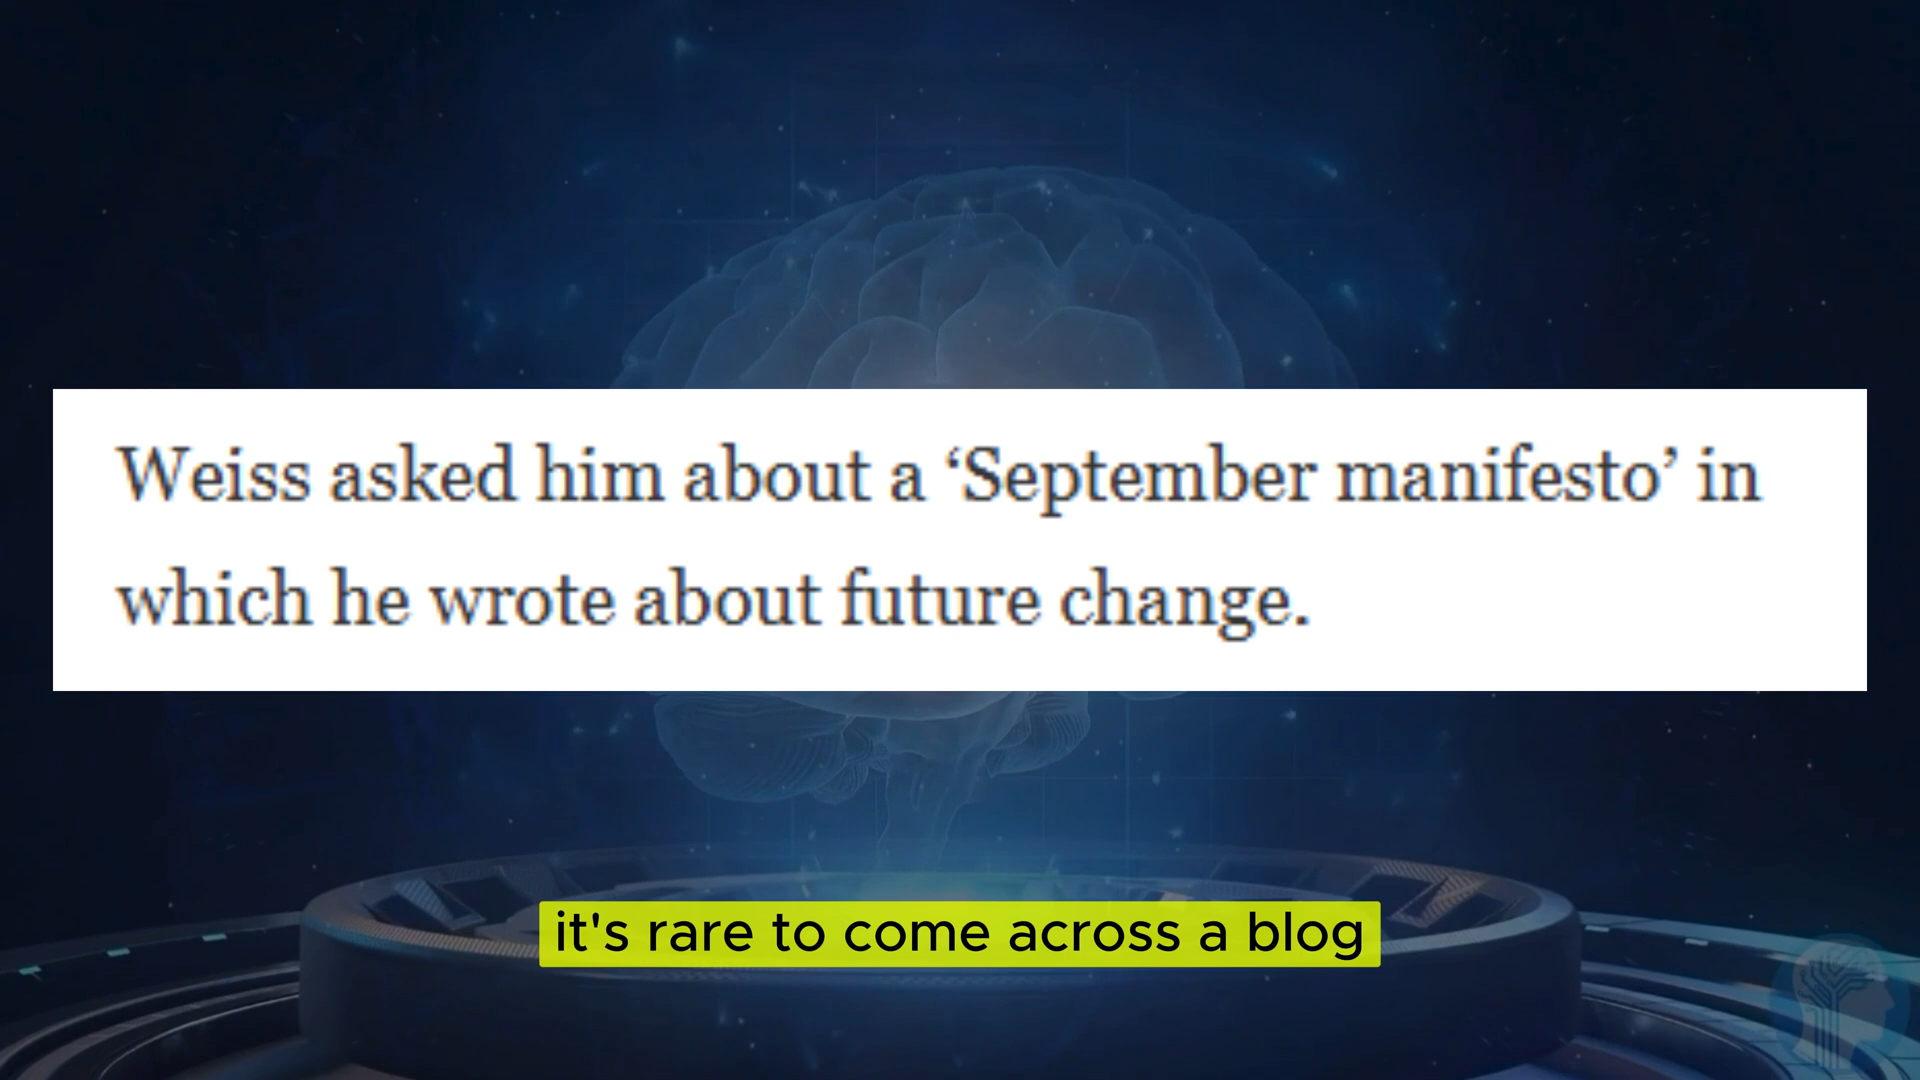 Weiss asked him about a ‘September manifesto’ in
which he wrote about future change.
it's rare to come across a blog